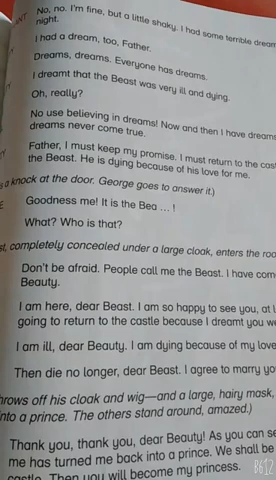 ANT No, no. I'm fine, but a little shaky. I had some terrible dream
night.
Y I had a dream, too, Father.
Dreams, dreams. Everyone has dreams.
Y I dreamt that the Beast was very ill and dying.
Oh, really?
No use believing in dreams! Now and then I have dream
dreams never come true.
TY Father, I must keep my promise. I must return to the cast
the Beast. He is dying because of his love for me.
s a knock at the door. George goes to answer it.)
E Goodness me! It is the Bea ... !
What? Who is that?
st, completely concealed under a large cloak, enters the roo
Don't be afraid. People call me the Beast. I have com
Beauty.
I am here, dear Beast. I am so happy to see you, at l
going to return to the castle because I dreamt you we
I am ill, dear Beauty. I am dying because of my love
Then die no longer, dear Beast. I agree to marry yo
hrows off his cloak and wig—and a large, hairy mask,
into a prince. The others stand around, amazed.)
Thank you, thank you, dear Beauty! As you can se
me has turned me back into a prince. We shall be
castle. Then you will become my princess.
B612